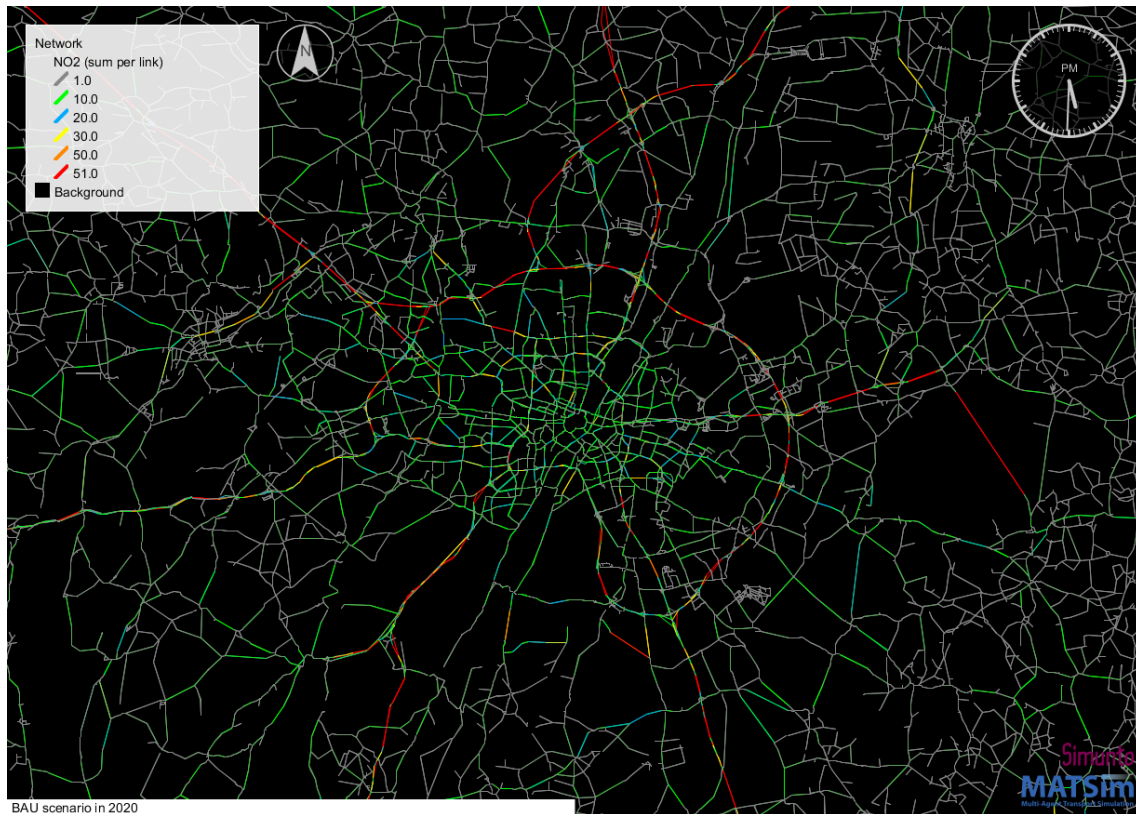 Network
NO2 (sum per link)
1.0
10.0
20.0
30.0
50.0
51.0
Background
N
PM
Simunto
MATSim
Multi-Agent Transport Simulation
BAU scenario in 2020